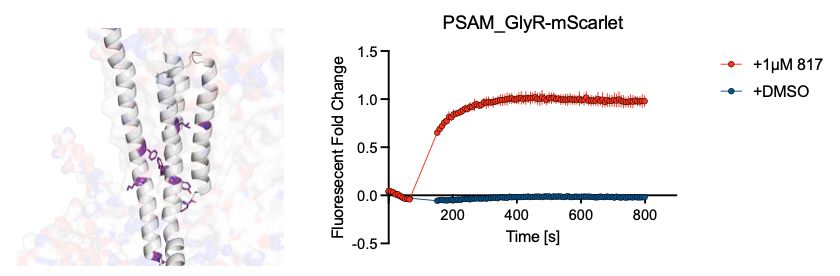 PSAM_GlyR-mScarlet
Fluoresecent Fold Change
1.5
1.0
0.5
0.0
-0.5
200
400
600
800
Time [s]
+1µM 817
+DMSO